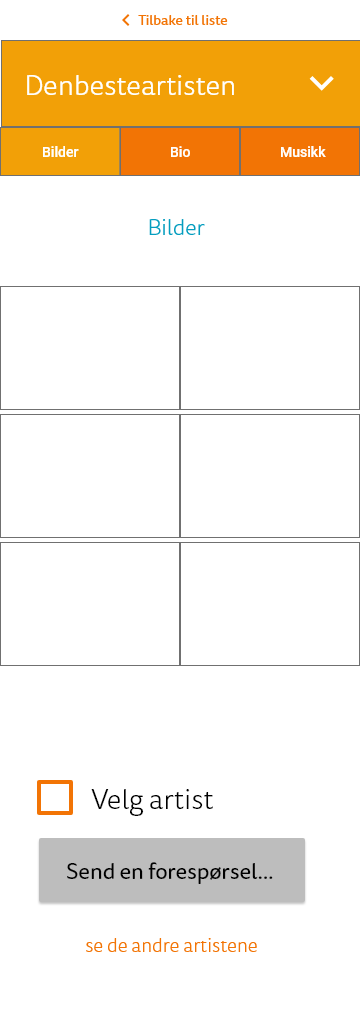 Tilbake til liste
Denbesteartisten
Bilder Bio Musikk
Bilder
Velg artist
Send en forespørsel...
se de andre artistene